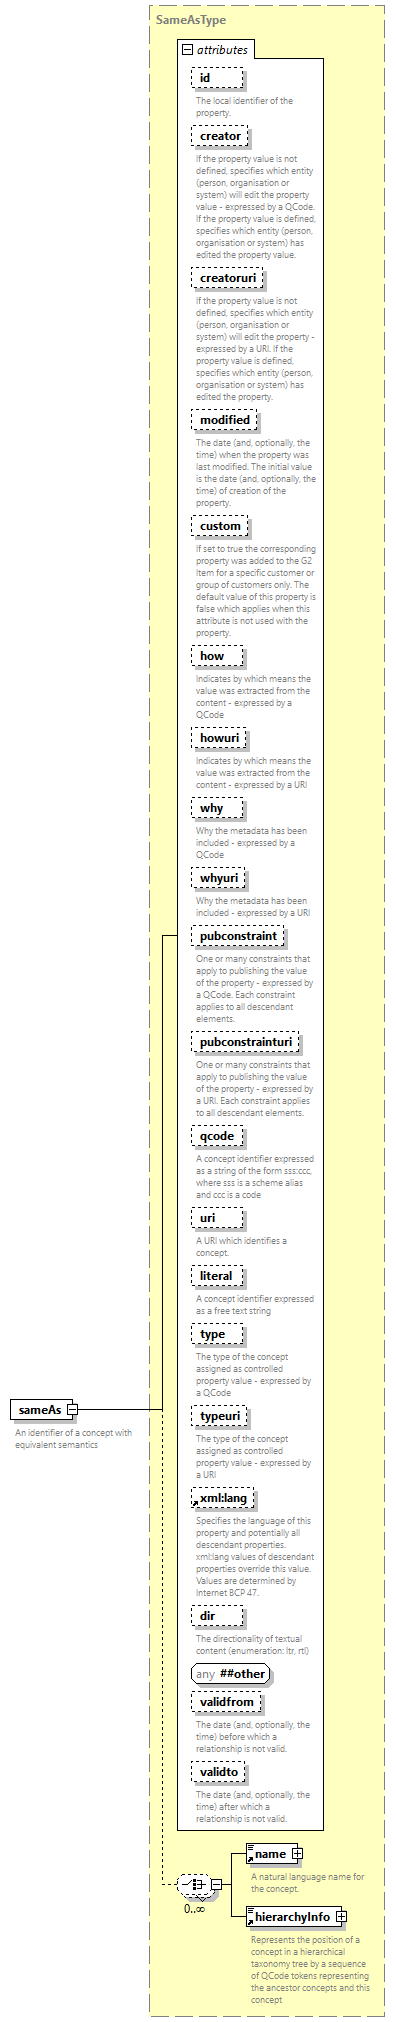 SameAsType
attributes
id
The local identifier of the
property.
creator
If the property value is not
defined, specifies which entity
(person, organisation or
system) will edit the property
value - expressed by a QCode.
If the property value is defined,
specifies which entity (person,
organisation or system) has
edited the property value.
creatoruri
If the property value is not
defined, specifies which entity
(person, organisation or
system) will edit the property -
expressed by a URI. If the
property value is defined,
specifies which entity (person,
organisation or system) has
edited the property.
modified
The date (and, optionally, the
time) when the property was
last modified. The initial value
is the date (and, optionally, the
time) of creation of the
property.
custom
If set to true the corresponding
property was added to the G2
Item for a specific customer or
group of customers only. The
default value of this property is
false which applies when this
attribute is not used with the
property.
how
Indicates by which means the
value was extracted from the
content - expressed by a
QCode
howuri
Indicates by which means the
value was extracted from the
content - expressed by a URI
why
Why the metadata has been
included - expressed by a
QCode
whyuri
Why the metadata has been
included - expressed by a URI
pubconstraint
One or many constraints that
apply to publishing the value
of the property - expressed by
a QCode. Each constraint
applies to all descendant
elements.
pubconstrainturi
One or many constraints that
apply to publishing the value
of the property - expressed by
a URI. Each constraint applies
to all descendant elements.
qcode
A concept identifier expressed
as a string of the form sss:ccc,
where sss is a scheme alias
and ccc is a code
uri
A URI which identifies a
concept.
literal
A concept identifier expressed
as a free text string
type
The type of the concept
assigned as controlled
property value - expressed by
a QCode
typeuri
The type of the concept
assigned as controlled
property value - expressed by
a URI
xml:lang
Specifies the language of this
property and potentially all
descendant properties.
xml:lang values of descendant
properties override this value.
Values are determined by
Internet BCP 47.
dir
The directionality of textual
content (enumeration: ltr, rtl)
any ##other
validfrom
The date (and, optionally, the
time) before which a
relationship is not valid.
validto
The date (and, optionally, the
time) after which a
relationship is not valid.
sameAs
An identifier of a concept with
equivalent semantics
0..∞
name
A natural language name for
the concept.
hierarchyInfo
Represents the position of a
concept in a hierarchical
taxonomy tree by a sequence
of QCode tokens representing
the ancestor concepts and this
concept